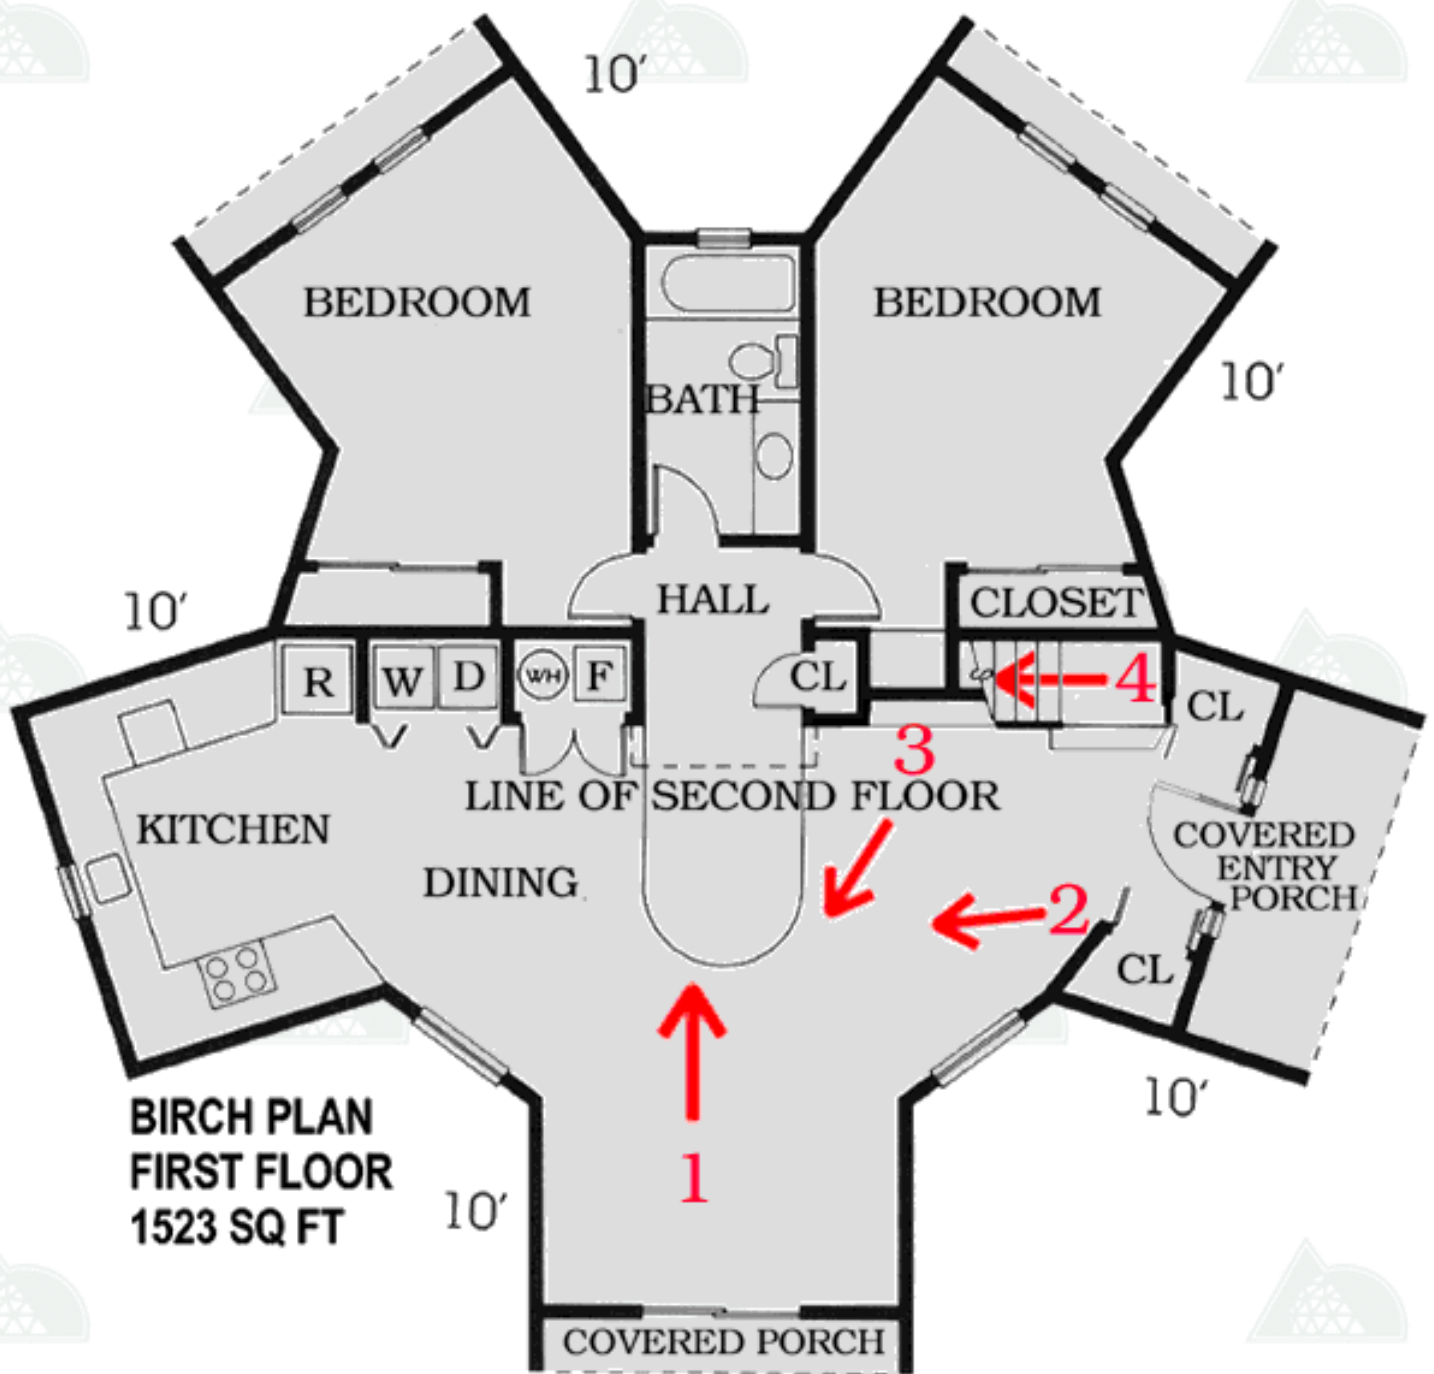 10'
BEDROOM
BEDROOM
10'
BATH
HALL
CLOSET
10'
R
W
D
WH
F
CL
4
CL
3
LINE OF SECOND FLOOR
KITCHEN
COVERED
ENTRY
PORCH
DINING
2
CL
10'
BIRCH PLAN
FIRST FLOOR
1523 SQ FT
1
10'
COVERED PORCH